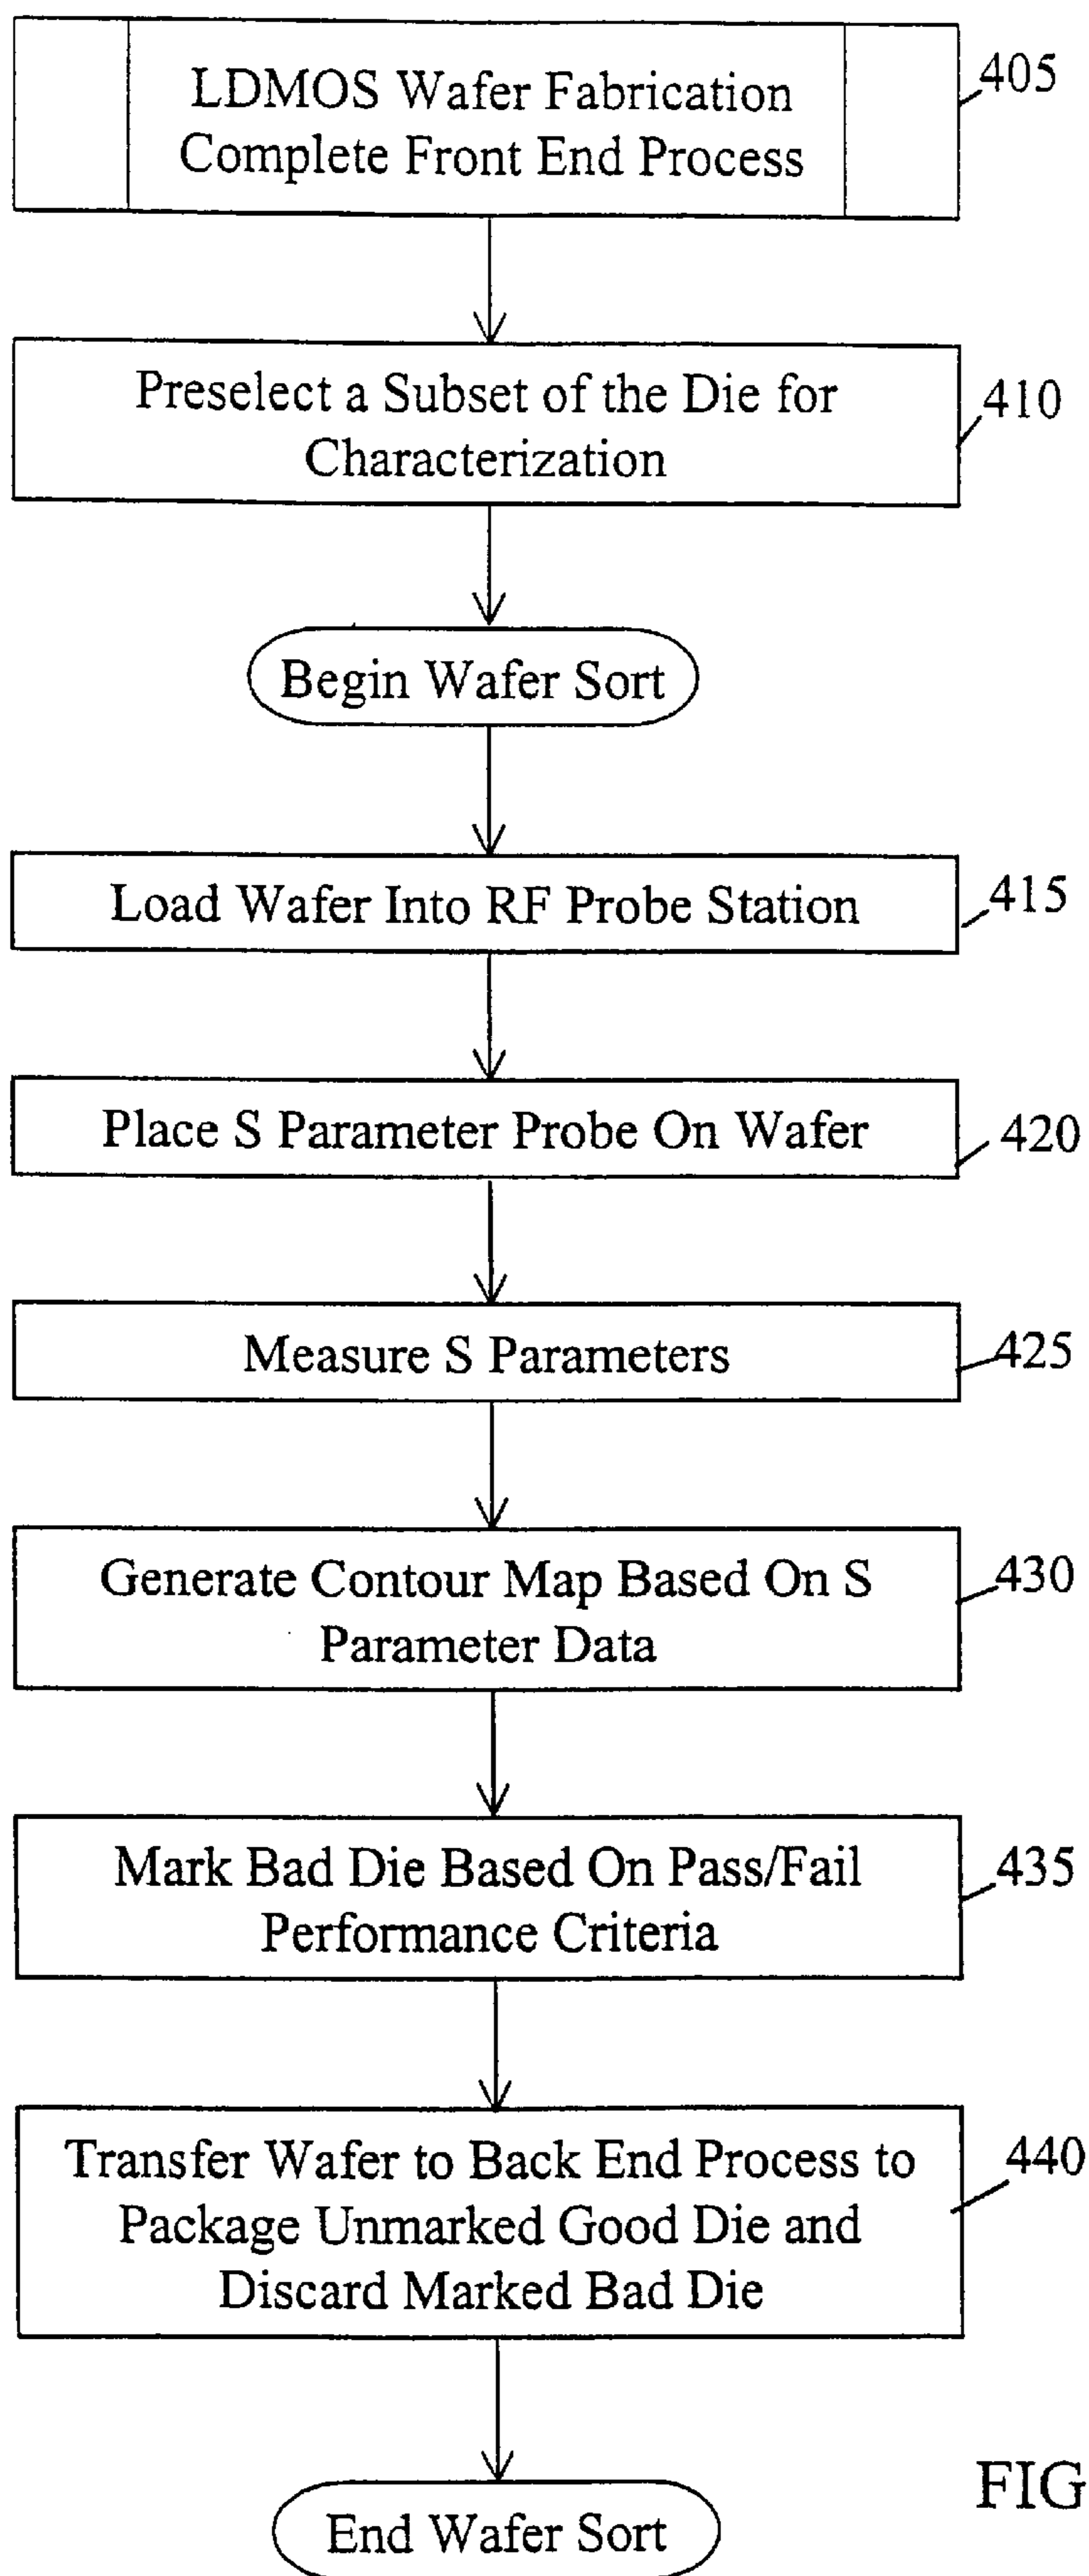 LDMOS Wafer Fabrication
Complete Front End Process
405
Preselect a Subset of the Die for
Characterization
410
Begin Wafer Sort
Load Wafer Into RF Probe Station
415
Place S Parameter Probe On Wafer
420
Measure S Parameters
425
Generate Contour Map Based On S
Parameter Data
430
Mark Bad Die Based On Pass/Fail
Performance Criteria
435
Transfer Wafer to Back End Process to
Package Unmarked Good Die and
Discard Marked Bad Die
440
End Wafer Sort
FIG